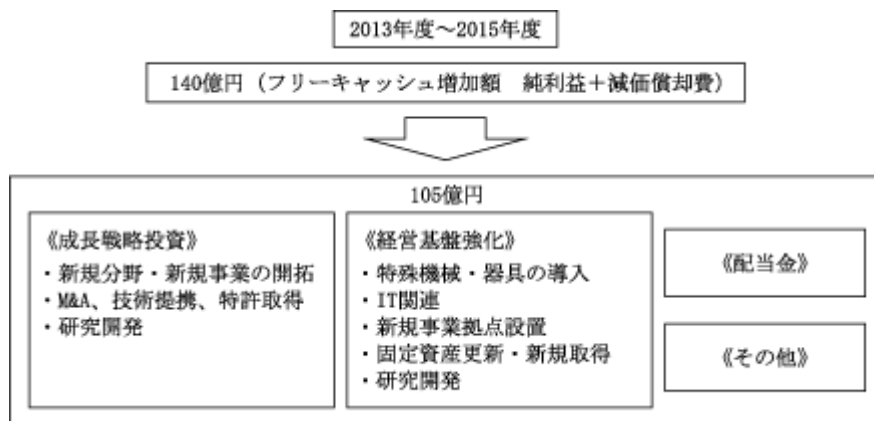 2013年度～2015年度
140億円（フリーキャッシュ増加額　純利益＋減価償却費）
105億円
《成長戦略投資》
・新規分野・新規事業の開拓
・M&A、技術提携、特許取得
・研究開発
《経営基盤強化》
・特殊機械・器具の導入
・IT関連
・新規事業拠点設置
・固定資産更新・新規取得
・研究開発
《配当金》
《その他》